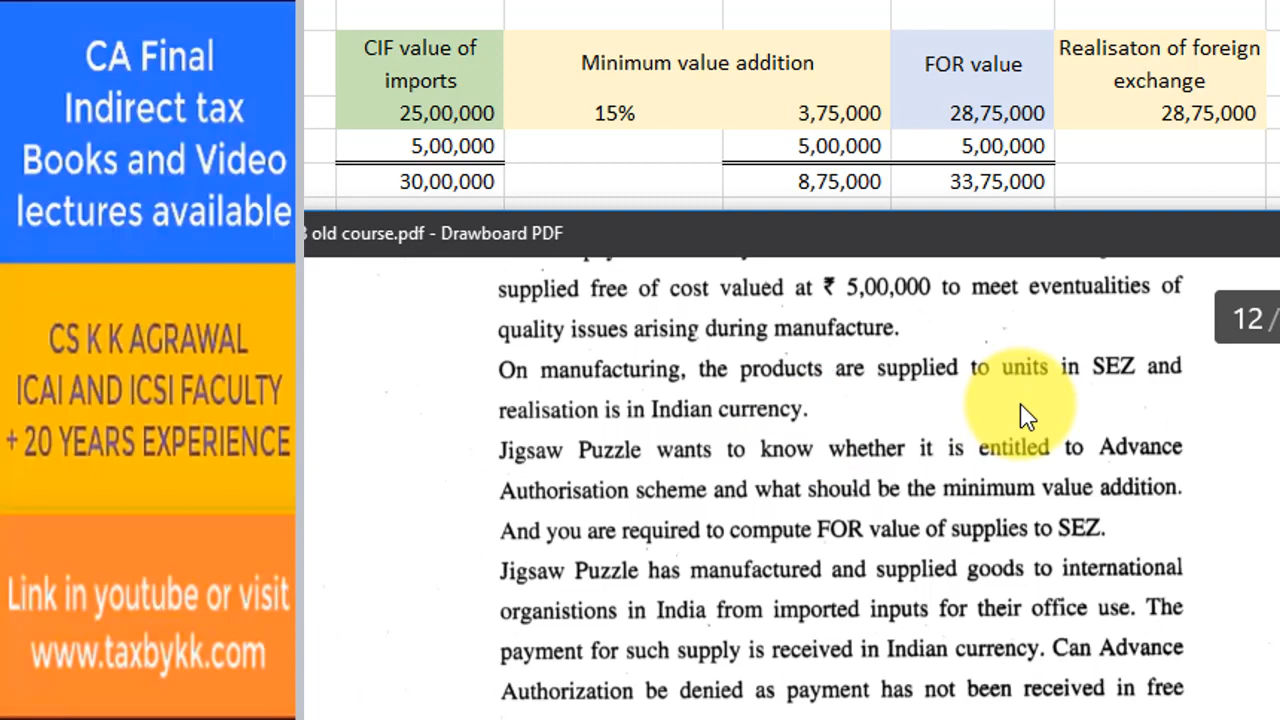 CA Final
Indirect tax
Books and Video
lectures available
CS K K AGRAWAL
ICAI AND ICSI FACULTY
+ 20 YEARS EXPERIENCE
Link in youtube or visit
www.taxbykk.com
CIF value of imports Minimum value addition FOR value Realisaton of foreign exchange
25,00,000 15% 3,75,000 28,75,000 28,75,000
5,00,000 5,00,000 5,00,000
30,00,000 8,75,000 33,75,000
old course.pdf - Drawboard PDF
12 /
supplied free of cost valued at ₹ 5,00,000 to meet eventualities of
quality issues arising during manufacture.
On manufacturing, the products are supplied to units in SEZ and
realisation is in Indian currency.
Jigsaw Puzzle wants to know whether it is entitled to Advance
Authorisation scheme and what should be the minimum value addition.
And you are required to compute FOR value of supplies to SEZ.
Jigsaw Puzzle has manufactured and supplied goods to international
organistions in India from imported inputs for their office use. The
payment for such supply is received in Indian currency. Can Advance
Authorization be denied as payment has not been received in free